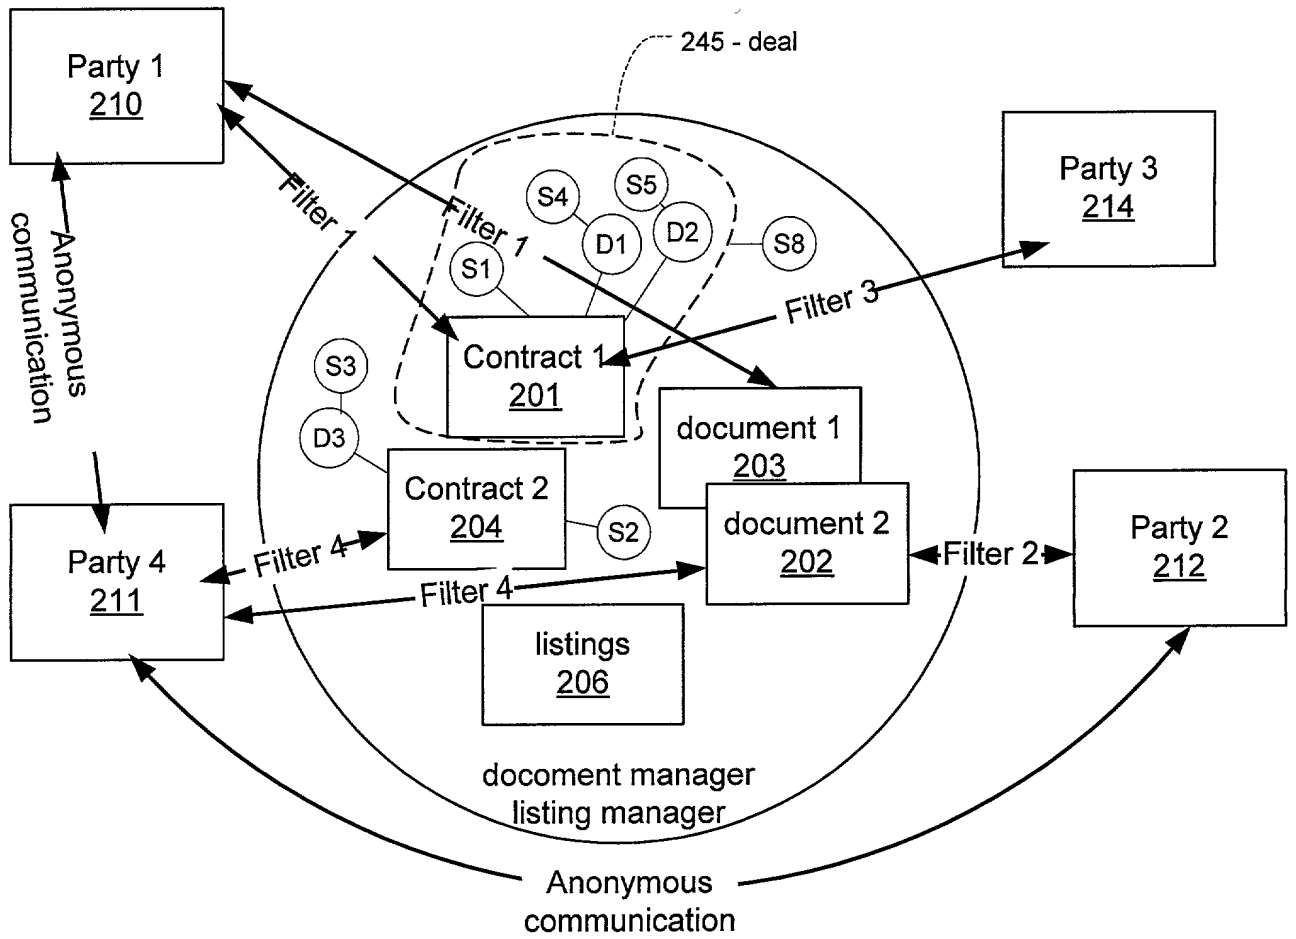 245 - deal
Party 1
210
Party 3
214
S4
S5
D1
D2
S8
S1
Filter 1
Filter 1
Filter 3
Anonymous
communication
Contract 1
201
S3
D3
document 1
203
Contract 2
204
S2
document 2
202
Party 2
212
Party 4
211
Filter 4
Filter 4
Filter 2
listings
206
docoment manager
listing manager
Anonymous
communication